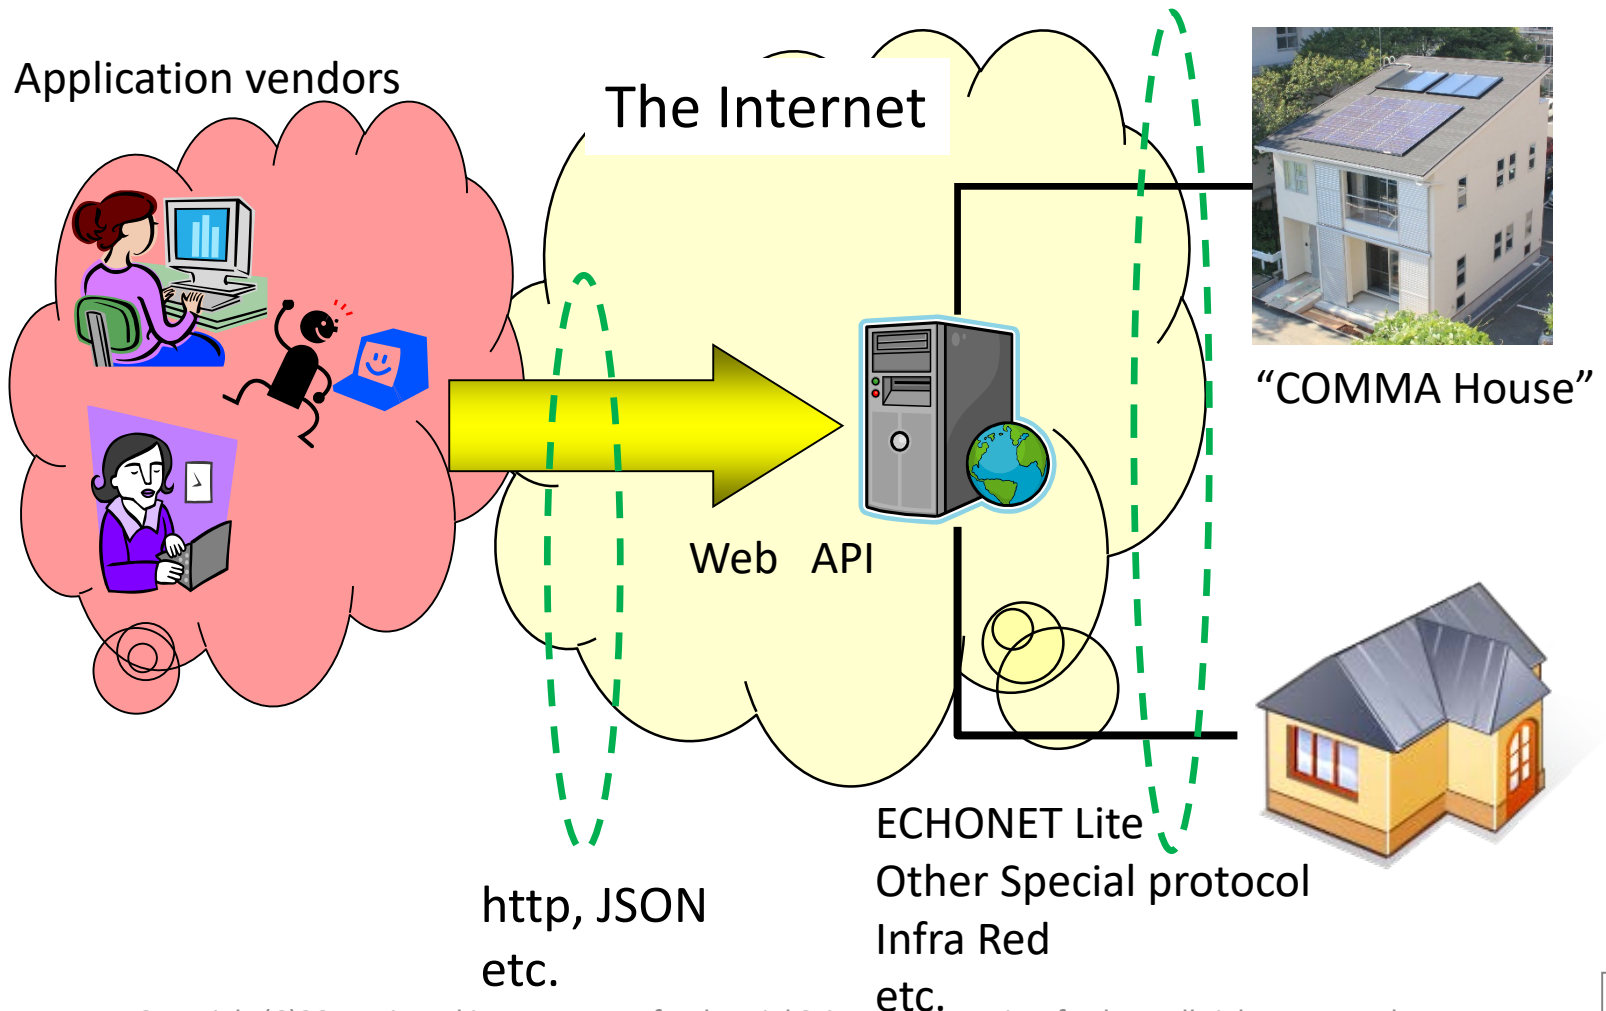 Application vendors
The Internet
“COMMA House”
Web API
ECHONET Lite
Other Special protocol
Infra Red
etc.
http, JSON
etc.